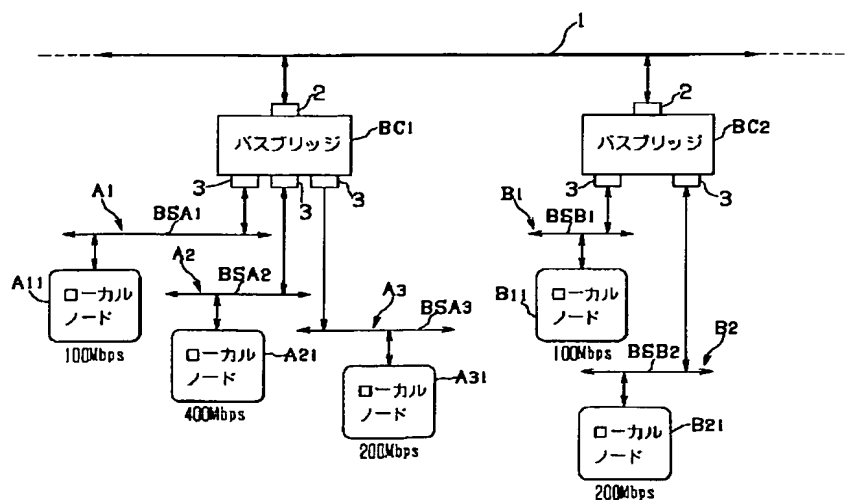 1
2
2
バスブリッジ
BC1
バスブリッジ
BC2
3
3
3
3
3
A1
BSA1
B1
BSB1
A2
BSA2
A11
ローカル
ノード
100Mbps
A3
BSA3
B11
ローカル
ノード
100Mbps
ローカル
ノード
A21
400Mbps
BSB2
B2
ローカル
ノード
A31
200Mbps
ローカル
ノード
B21
200Mbps